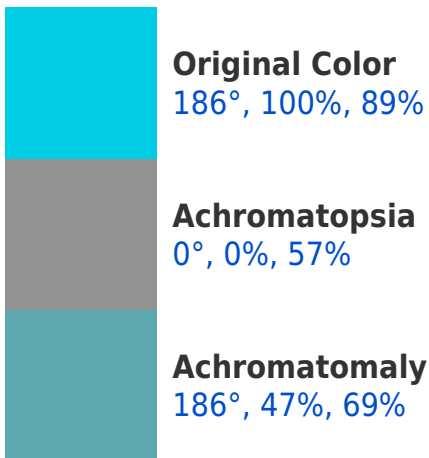 Original Color
186°, 100%, 89%
Achromatopsia
0°, 0%, 57%
Achromatomaly
186°, 47%, 69%